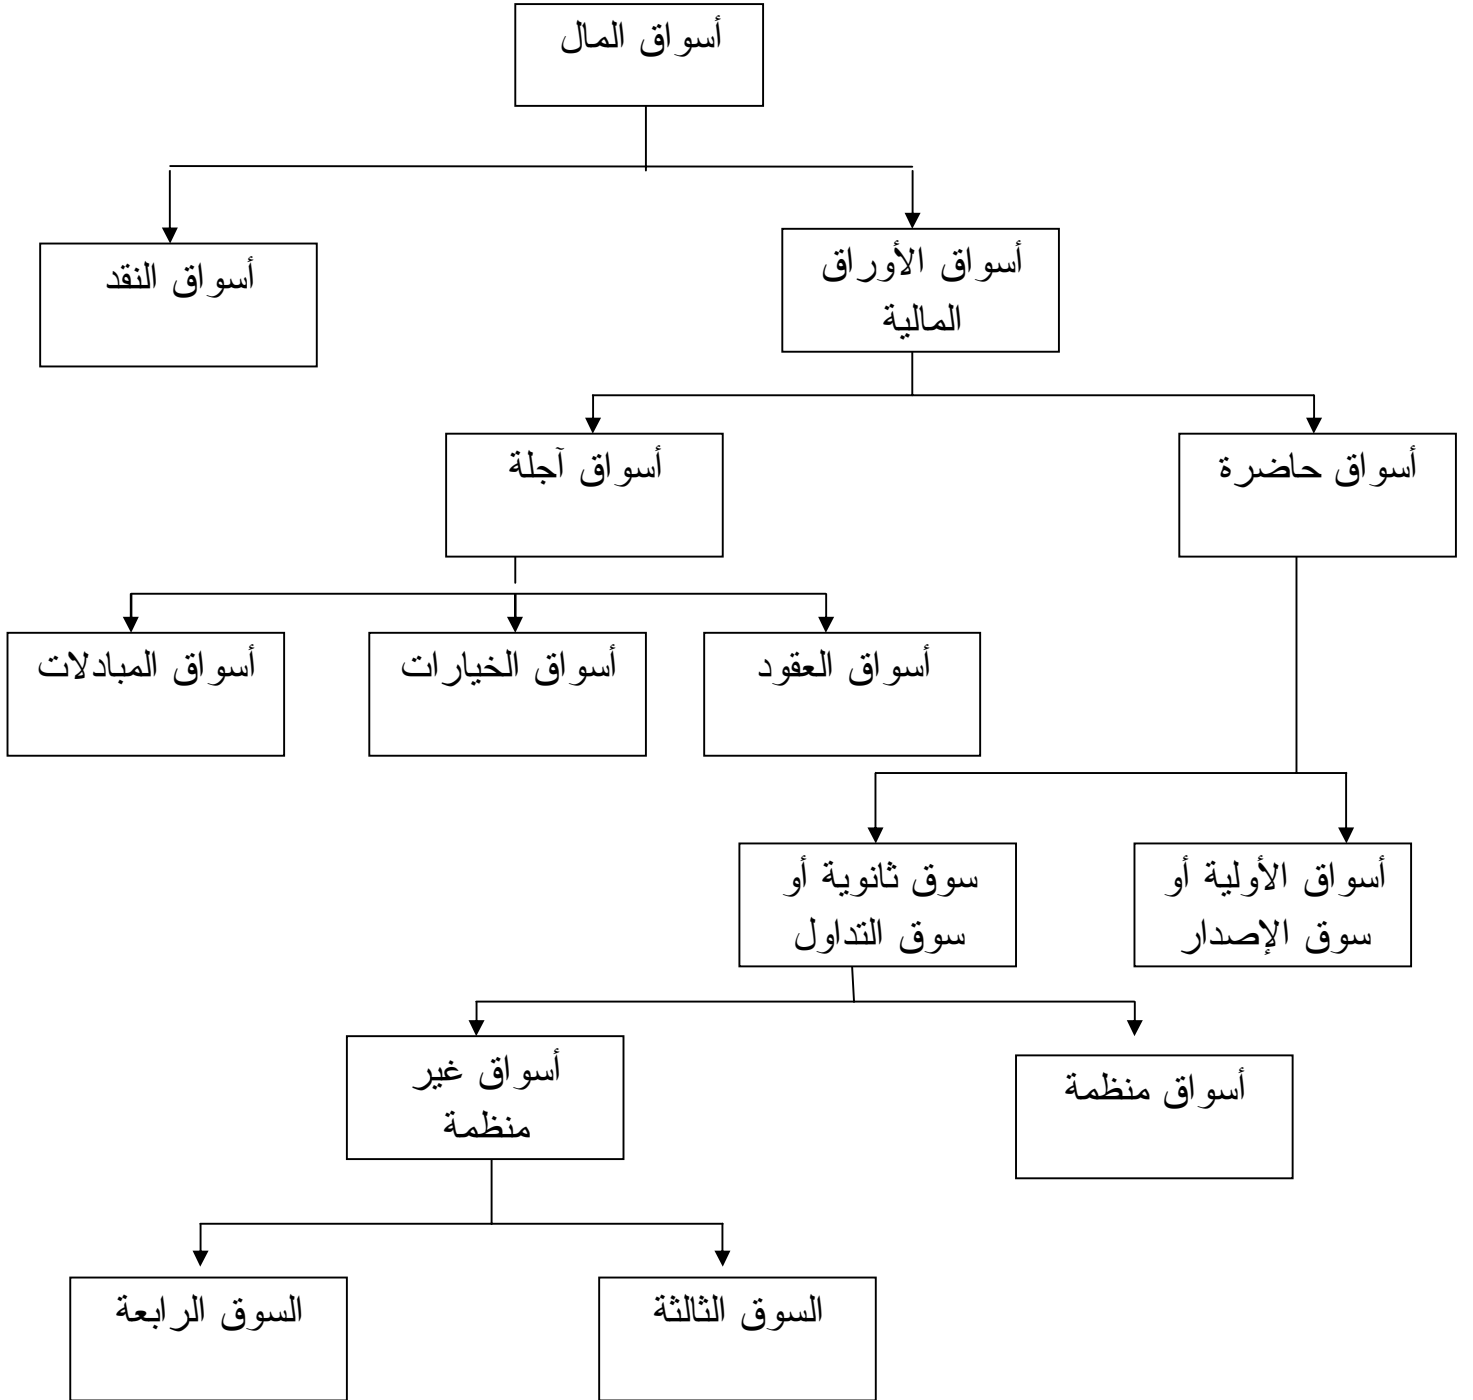 أسواق المال
أسواق الأوراق
المالية
أسواق النقد
أسواق حاضرة
أسواق آجلة
أسواق العقود
أسواق الخيارات
أسواق المبادلات
أسواق الأولية أو
سوق الإصدار
سوق ثانوية أو
سوق التداول
أسواق منظمة
أسواق غير
منظمة
السوق الثالثة
السوق الرابعة